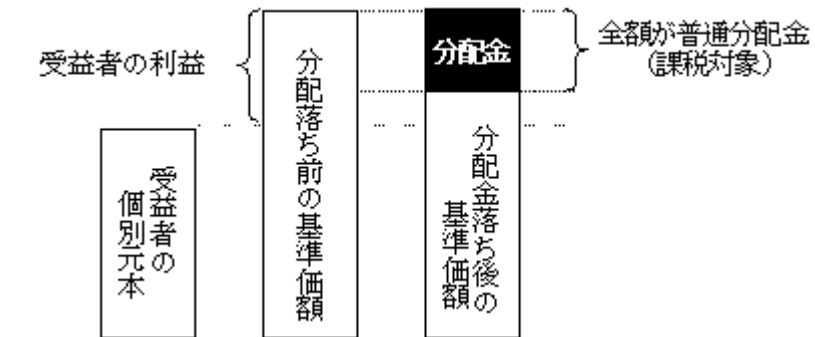 受益者の利益
分配落ち前の基準価額
分配金
全額が普通分配金
(課税対象)
受益者の
個別元本
分配金落ち後の
基準価額